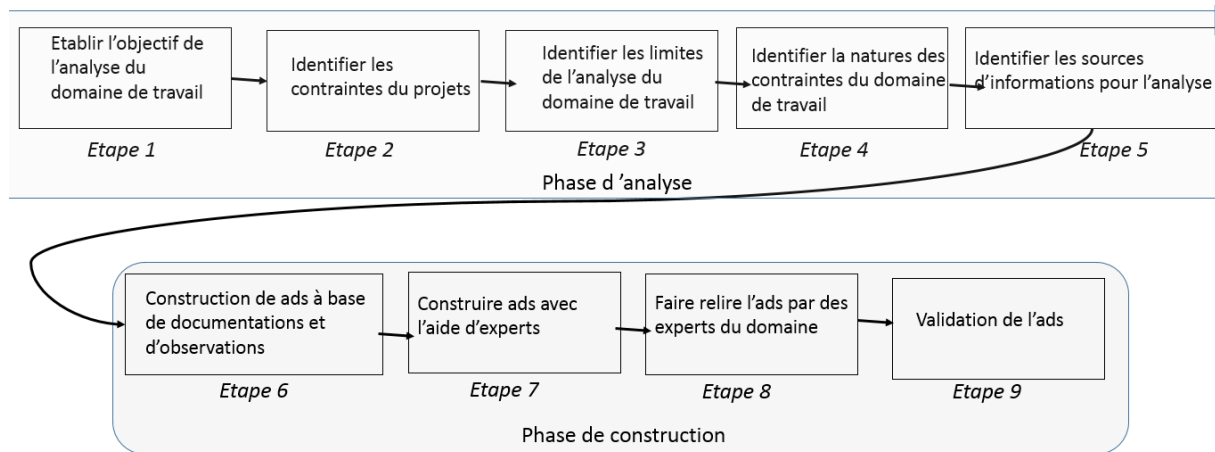 Etablir l'objectif de
l'analyse du
domaine de travail
Identifier les
contraintes du projets
Identifier les limites
de l'analyse du
domaine de travail
Identifier la natures des
contraintes du domaine
de travail
Identifier les sources
d'informations pour l'analyse
Etape 1
Etape 2
Etape 3
Etape 4
Etape 5
Phase d 'analyse
Construction de ads à base
de documentations et
d'observations
Construire ads avec
l'aide d'experts
Faire relire l'ads par des
experts du domaine
Validation de l'ads
Etape 6
Etape 7
Etape 8
Etape 9
Phase de construction